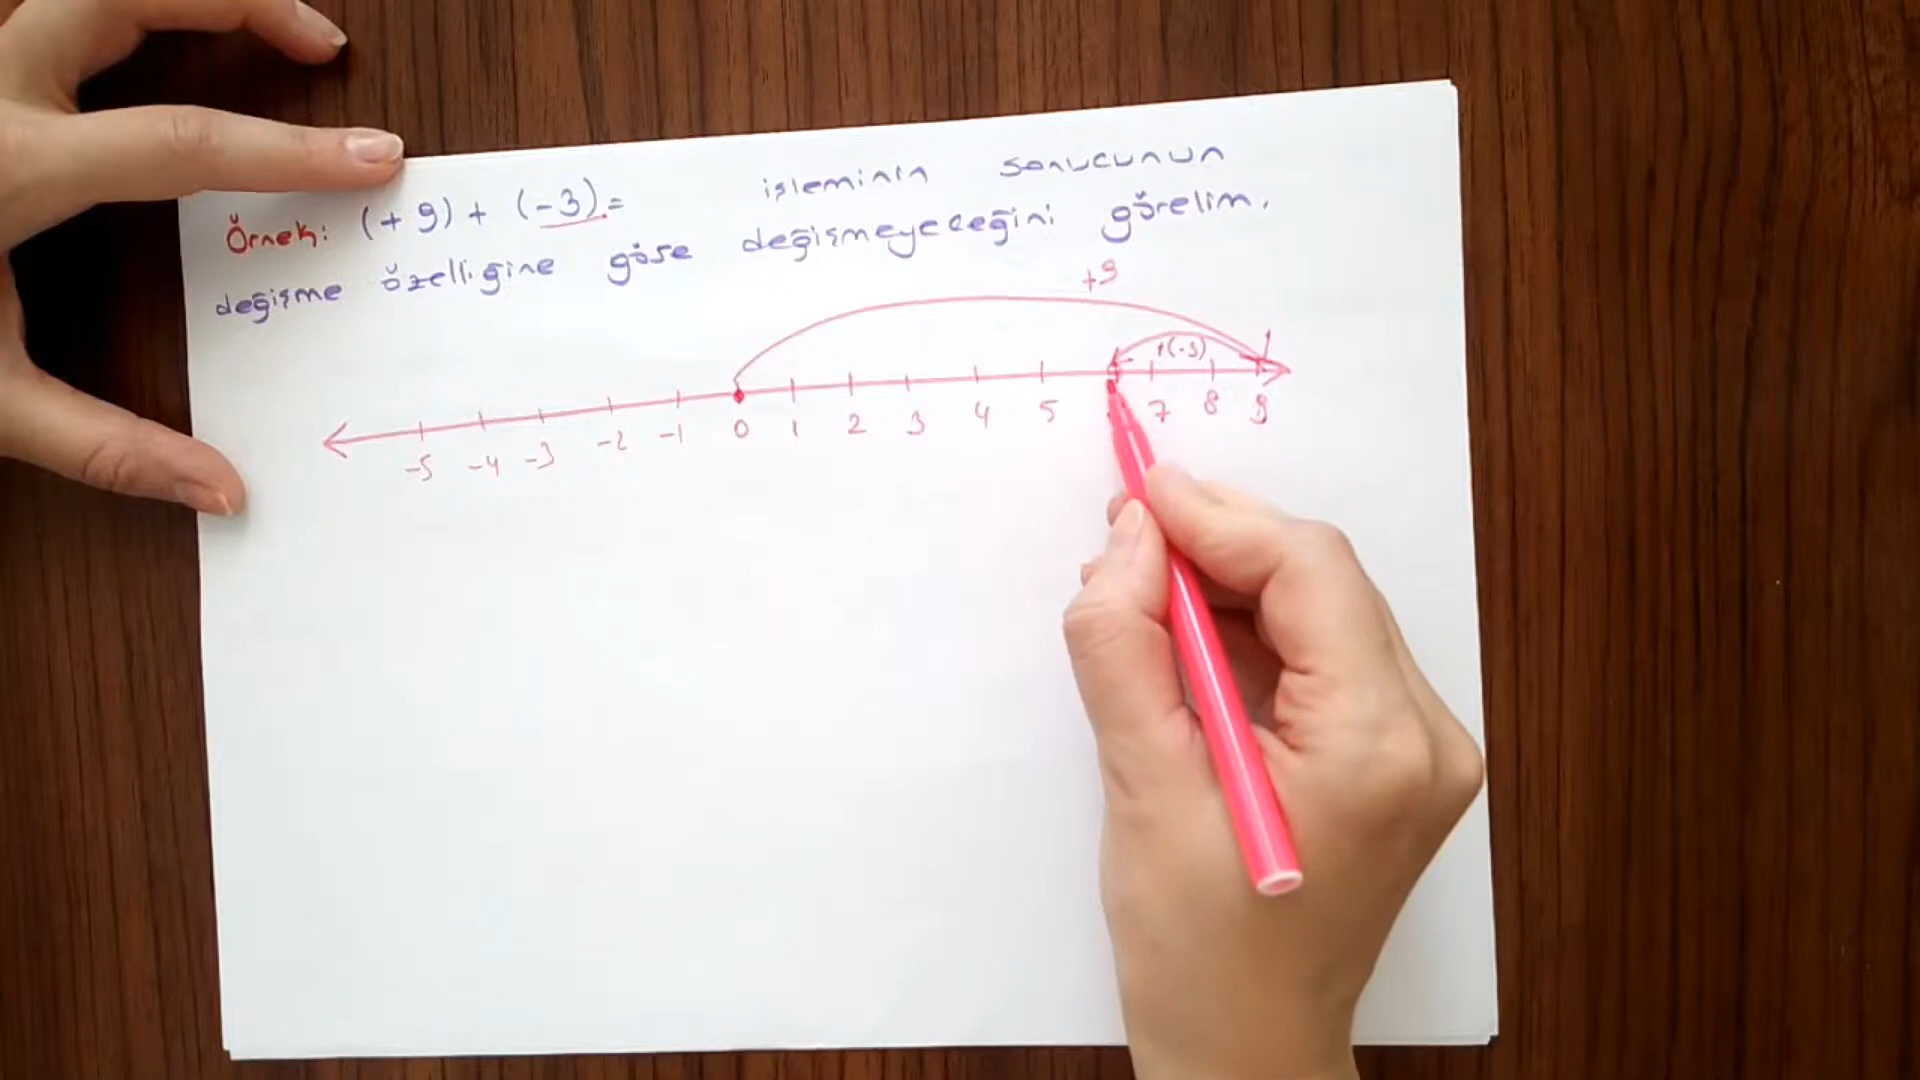 Örnek: (+9) + (-3) = işleminin sonucunun
değişme özelliğine göre değişmeyeceğini görelim.
+9
+(-3)
-5 -4 -3 -2 -1 0 1 2 3 4 5 7 8 9